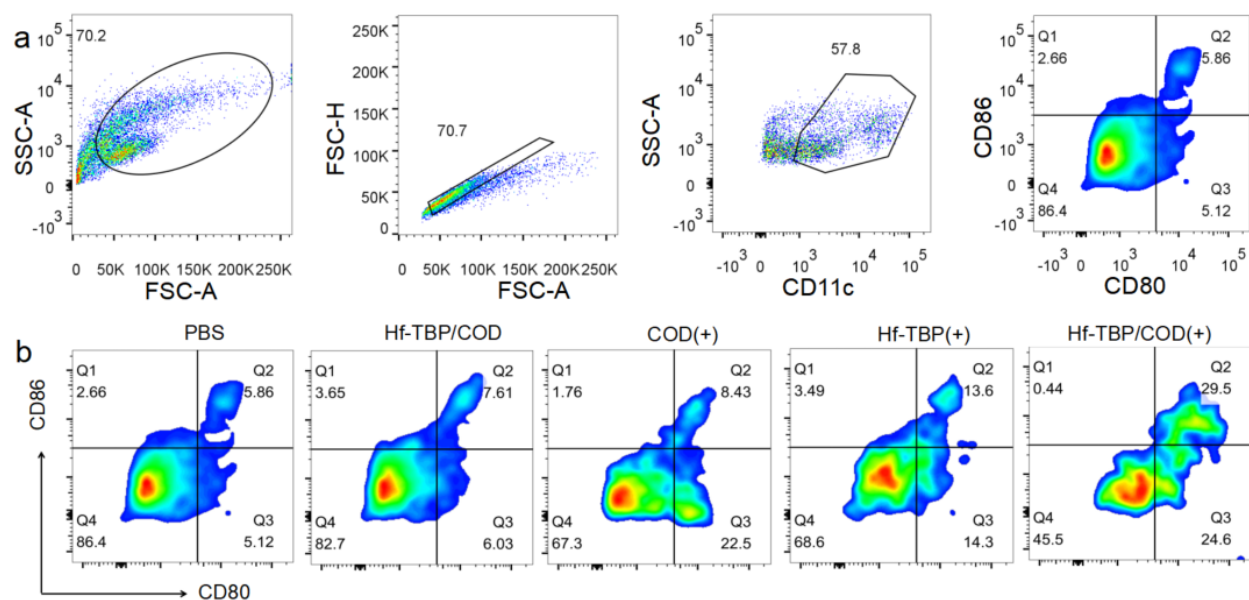 a
70.2
SSC-A
10^5
10^4
10^3
0
-10^3
0 50K 100K 150K 200K 250K
FSC-A
70.7
FSC-H
250K
200K
150K
100K
50K
0
0 50K 100K 150K 200K 250K
FSC-A
57.8
SSC-A
10^5
10^4
10^3
0
-10^3
-10^3 0 10^3 10^4 10^5
CD11c
Q1
2.66
Q2
5.86
CD86
10^5
10^4
10^3
0
-10^3
Q4
86.4
Q3
5.12
-10^3 0 10^3 10^4 10^5
CD80
b
PBS
Hf-TBP/COD
COD(+)
Hf-TBP(+)
Hf-TBP/COD(+)
CD86
Q1
2.66
Q2
5.86
Q4
86.4
Q3
5.12
Q1
3.65
Q2
7.61
Q4
82.7
Q3
6.03
Q1
1.76
Q2
8.43
Q4
67.3
Q3
22.5
Q1
3.49
Q2
13.6
Q4
68.6
Q3
14.3
Q1
0.44
Q2
29.5
Q4
45.5
Q3
24.6
CD80